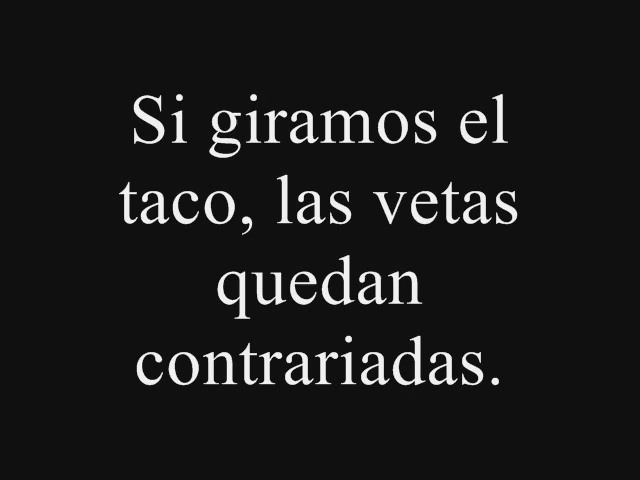 Si giramos el
taco, las vetas
quedan
contrariadas.